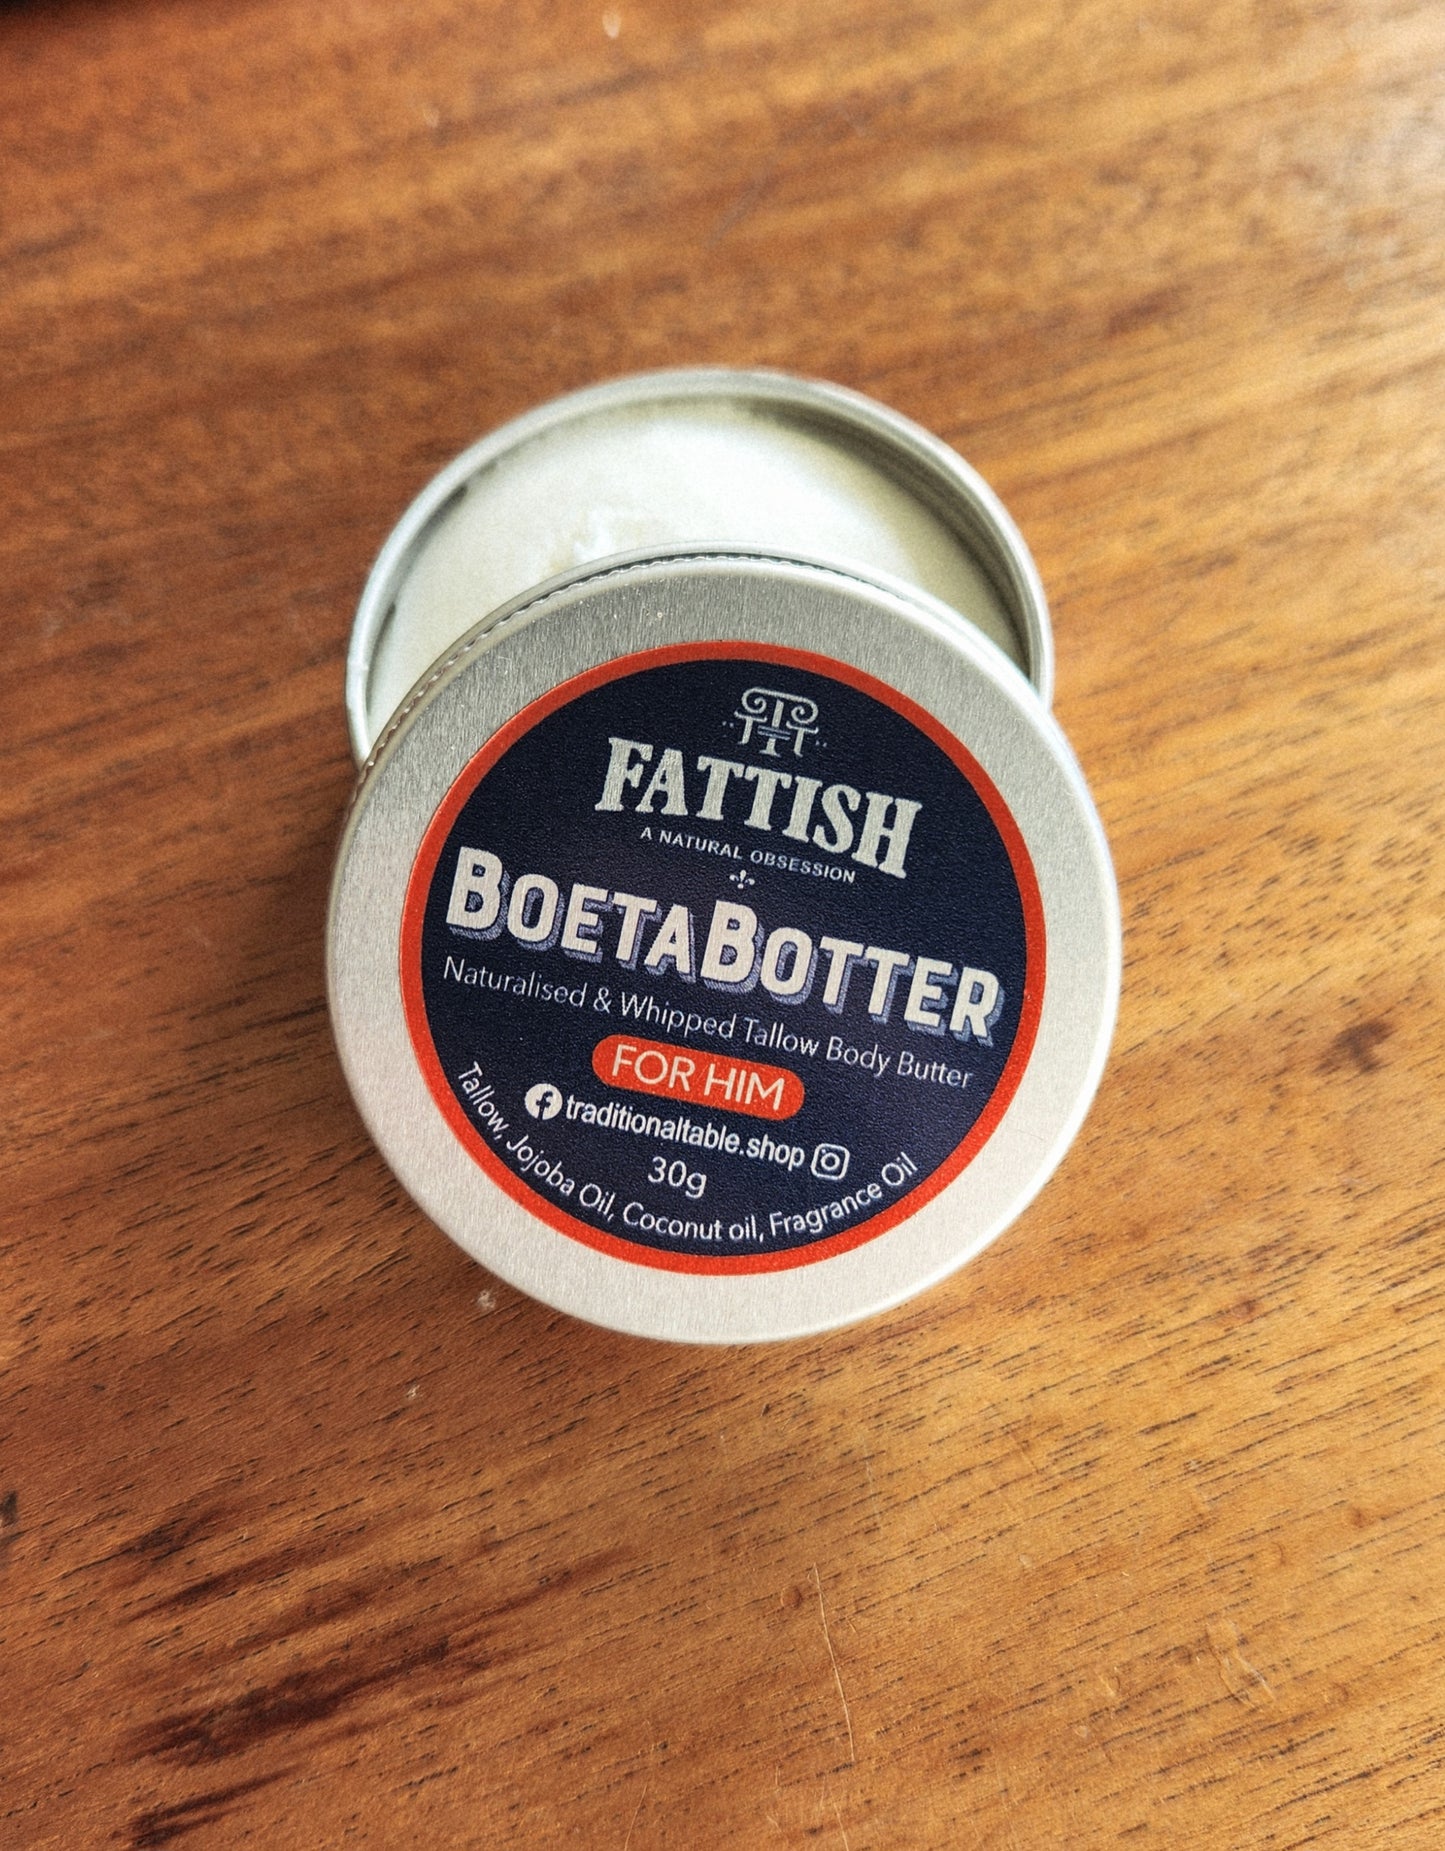 FATTISH
A NATURAL OBSESSION
BOETABOTTER
Naturalised & Whipped Tallow Body Butter
FOR HIM
traditionaltable.shop
30g
Tallow, Jojoba Oil, Coconut oil, Fragrance Oil